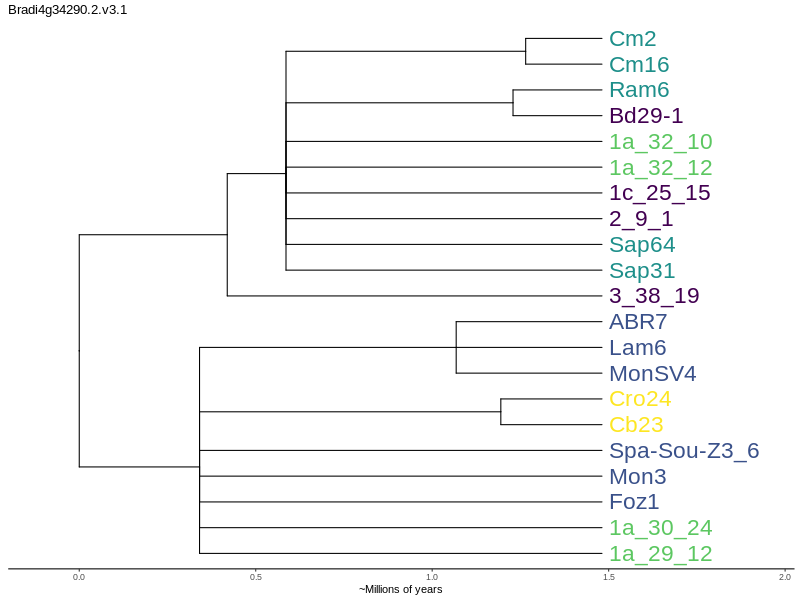 Bradi4g34290.2.v3.1
Cm2
Cm16
Ram6
Bd29-1
1a_32_10
1a_32_12
1c_25_15
2_9_1
Sap64
Sap31
3_38_19
ABR7
Lam6
MonSV4
Cro24
Cb23
Spa-Sou-Z3_6
Mon3
Foz1
1a_30_24
1a_29_12
0.0 0.5 1.0 1.5 2.0
~Millions of years